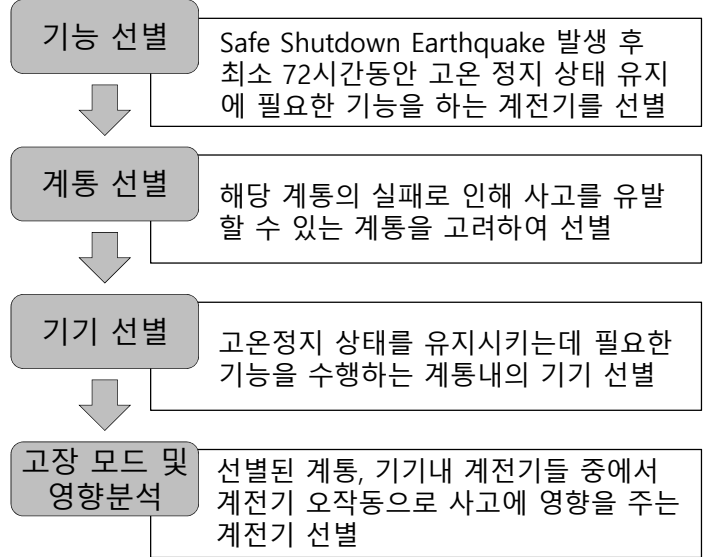 기능 선별
Safe Shutdown Earthquake 발생 후
최소 72시간동안 고온 정지 상태 유지
에 필요한 기능을 하는 계전기를 선별
계통 선별
해당 계통의 실패로 인해 사고를 유발
할 수 있는 계통을 고려하여 선별
기기 선별
고온정지 상태를 유지시키는데 필요한
기능을 수행하는 계통내의 기기 선별
고장 모드 및
영향분석
선별된 계통, 기기내 계전기들 중에서
계전기 오작동으로 사고에 영향을 주는
계전기 선별